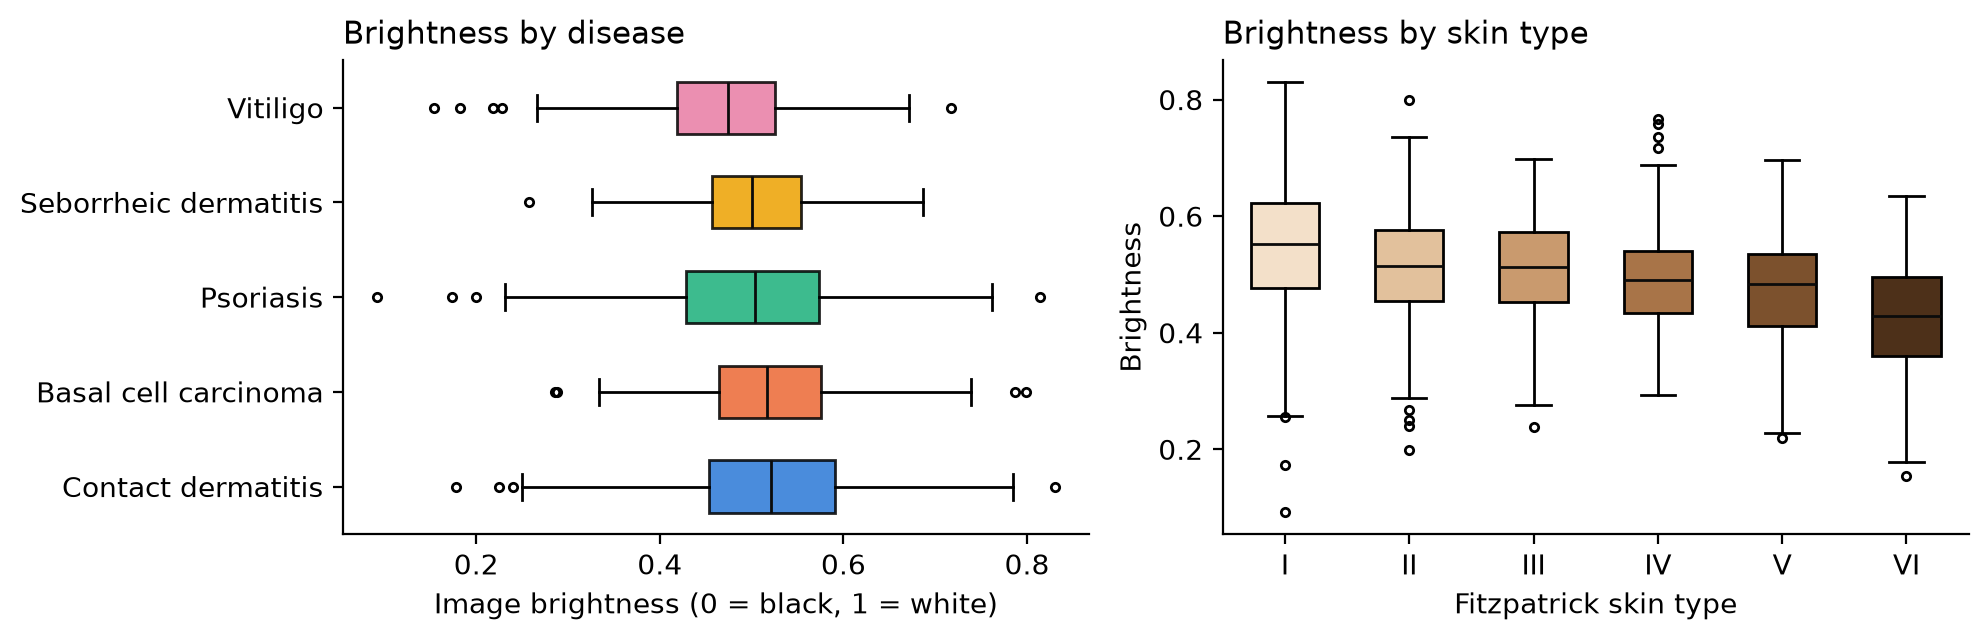 Brightness by disease
Vitiligo
Seborrheic dermatitis
Psoriasis
Basal cell carcinoma
Contact dermatitis
0.2 0.4 0.6 0.8
Image brightness (0 = black, 1 = white)
Brightness by skin type
Brightness
0.8
0.6
0.4
0.2
I II III IV V VI
Fitzpatrick skin type